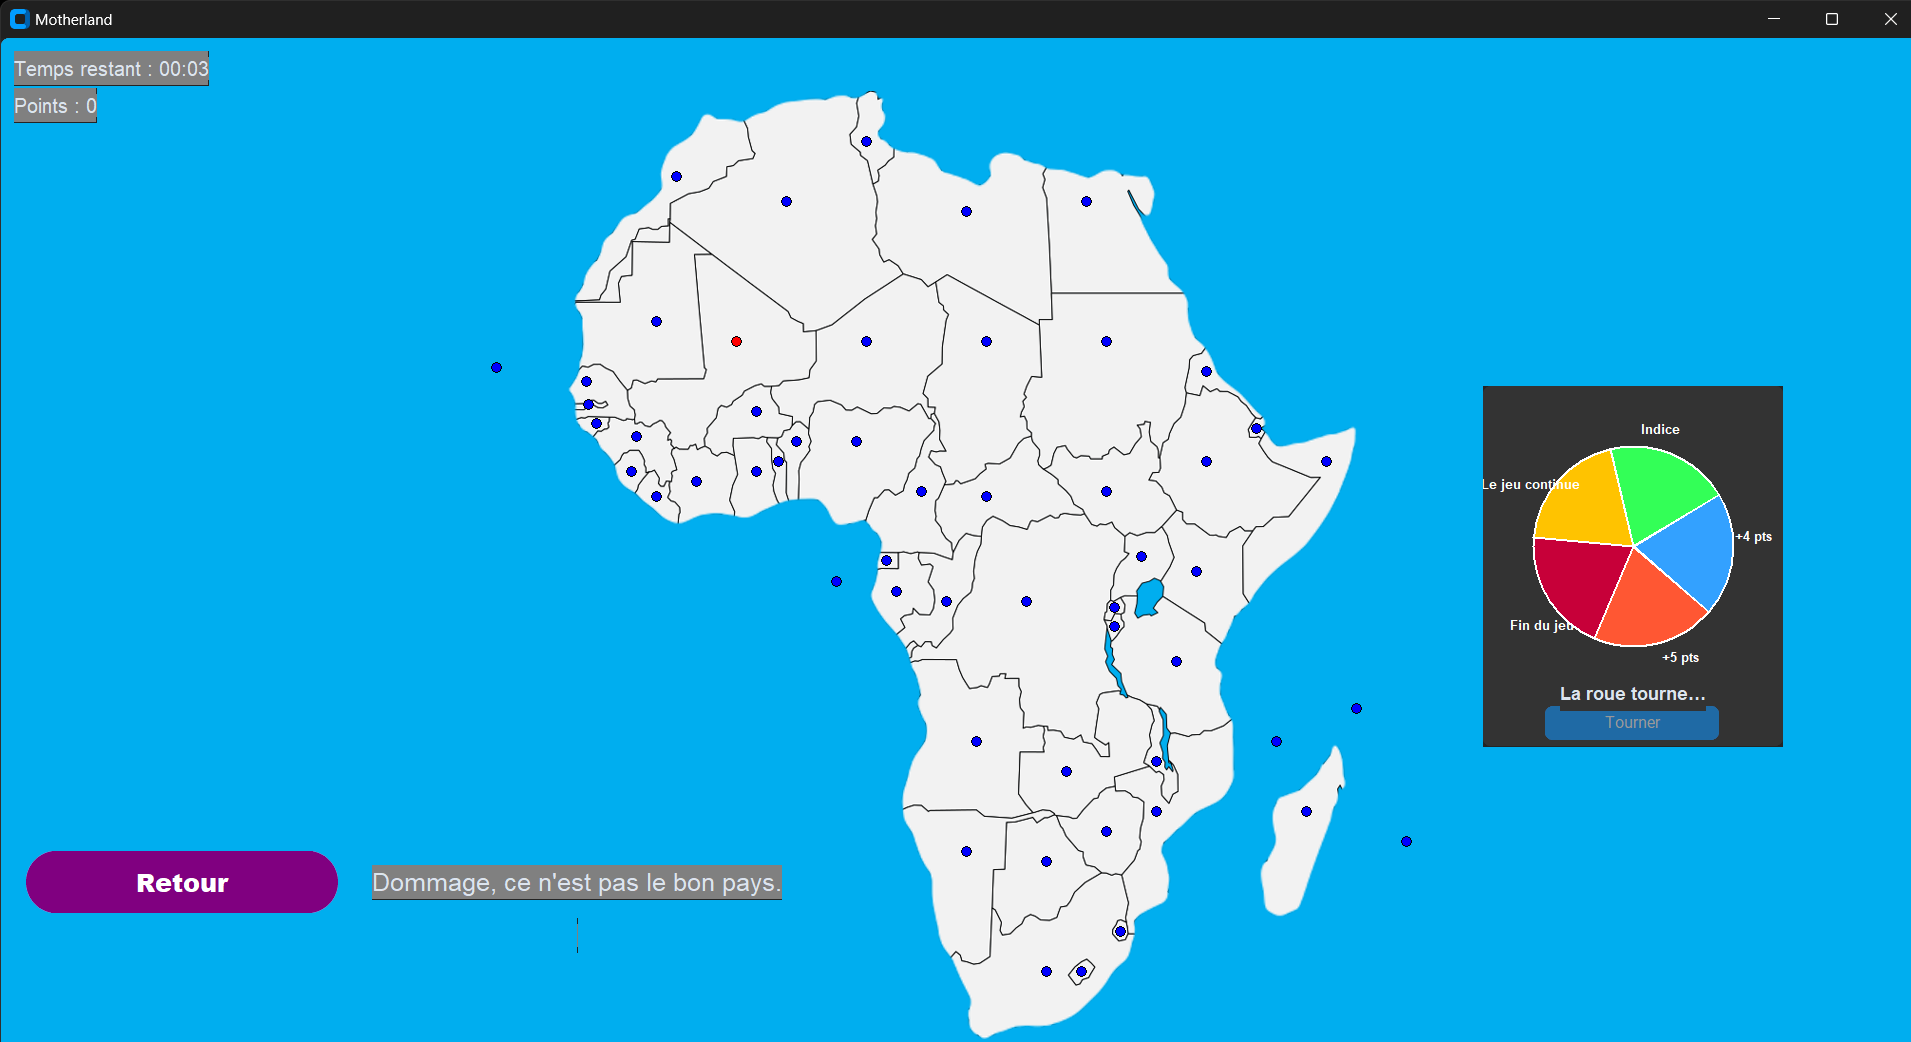 Motherland
Temps restant : 00:03
Points : 0
Indice
Le jeu continue
+4 pts
Fin du jeu
+5 pts
La roue tourne...
Tourner
Retour
Dommage, ce n'est pas le bon pays.